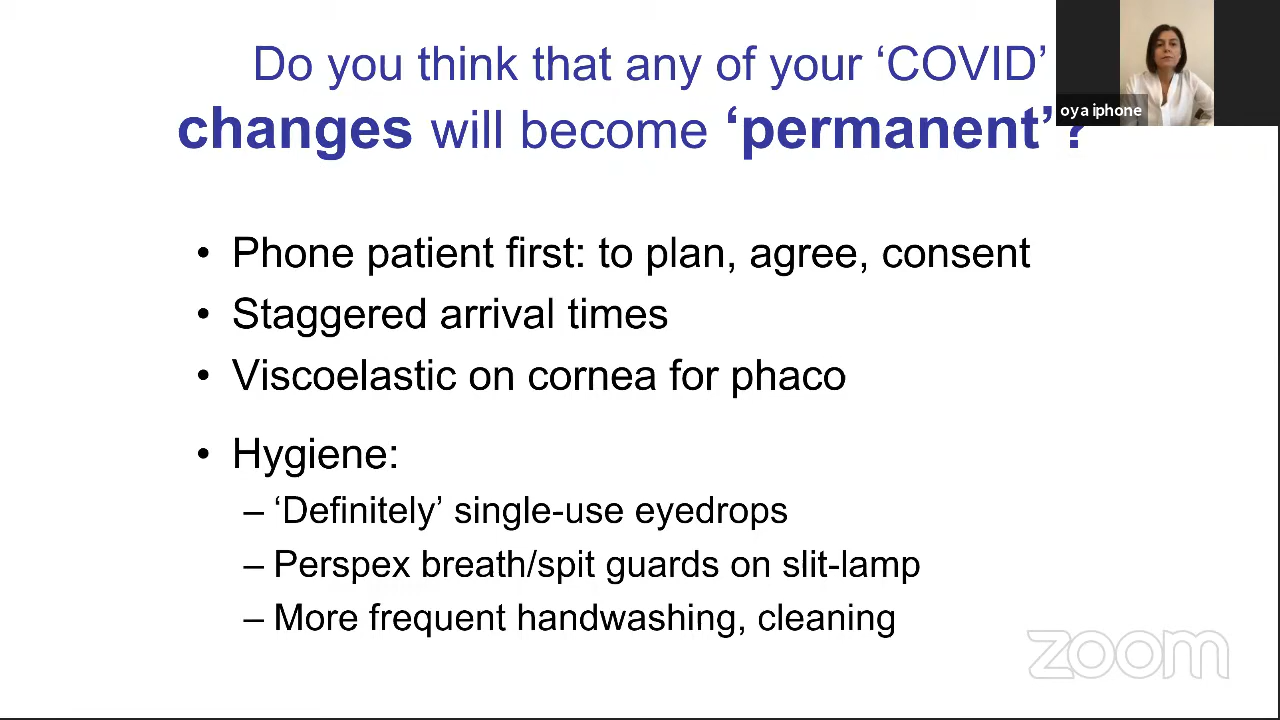 Do you think that any of your ‘COVID’
changes will become ‘permanent’?
oya iphone
• Phone patient first: to plan, agree, consent
• Staggered arrival times
• Viscoelastic on cornea for phaco
• Hygiene:
– ‘Definitely’ single-use eyedrops
– Perspex breath/spit guards on slit-lamp
– More frequent handwashing, cleaning
zoom